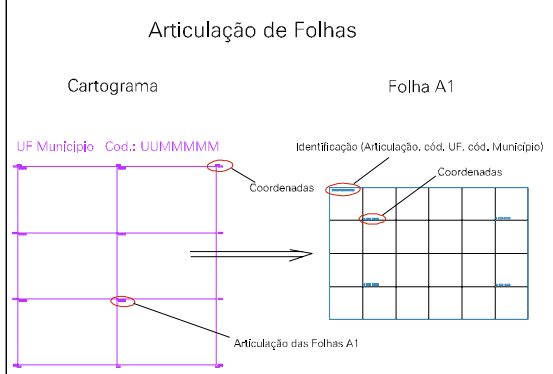 Articulação de Folhas
Cartograma
Folha A1
UF Município Cod.: UUMMMMM
Identificação (Articulação, cód. UF, cód. Município)
Coordenadas
Coordenadas
Articulação das Folhas A1